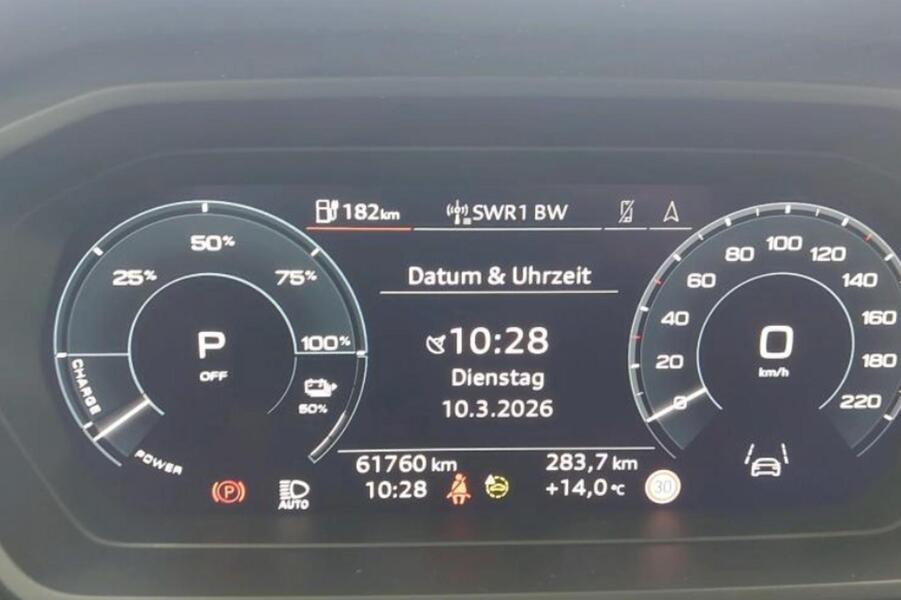 182 km
SWR1 BW
Datum & Uhrzeit
10:28
Dienstag
10.3.2026
25%
50%
75%
100%
P
OFF
50%
CHARGE
POWER
0
20
40
60
80
100
120
140
160
180
220
0
km/h
61760 km
283,7 km
10:28
+14,0 °C
P
AUTO
30